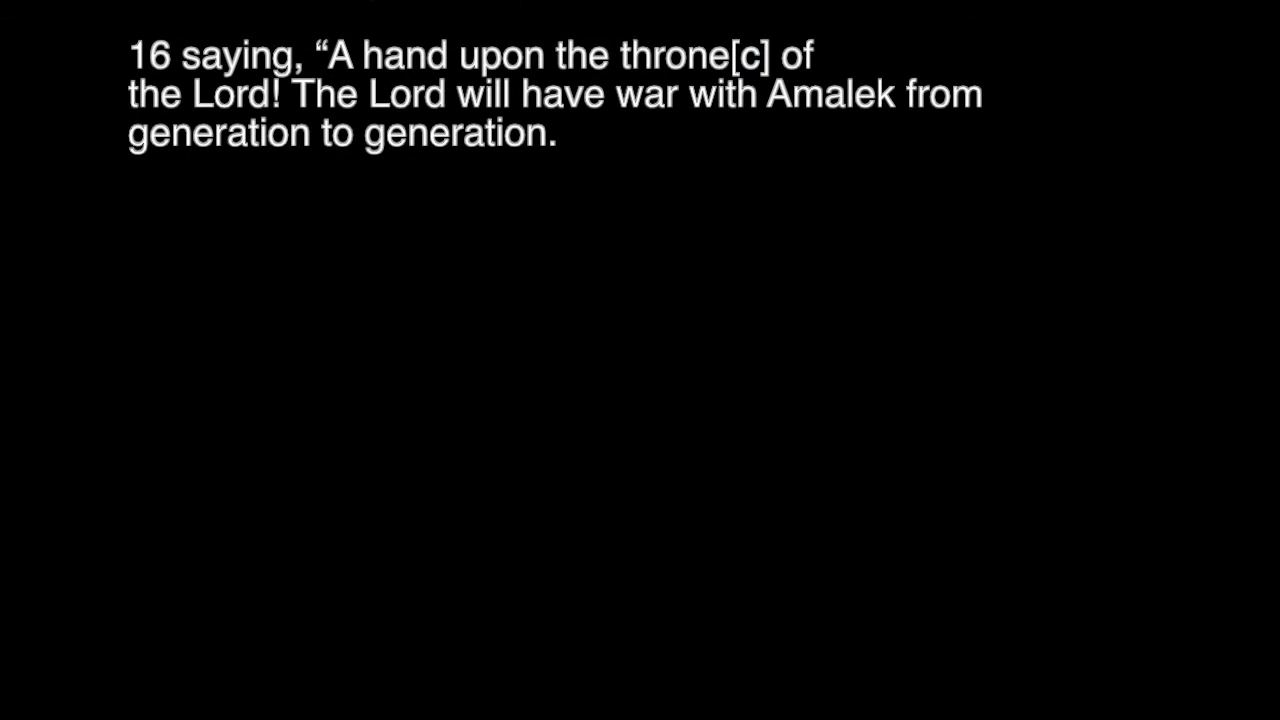 16 saying, “A hand upon the throne[c] of
the Lord! The Lord will have war with Amalek from
generation to generation.